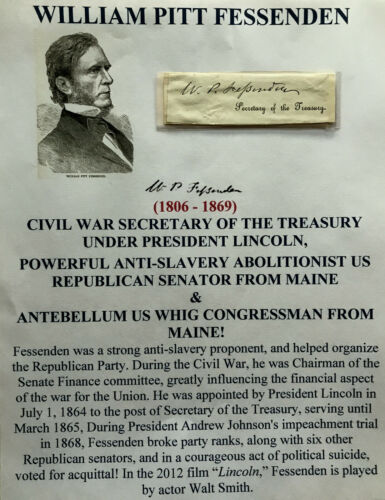 WILLIAM PITT FESSENDEN
W. P. Fessenden
Secretary of the Treasury.
WILLIAM PITT FESSENDEN.
W P Fessenden
(1806 - 1869)
CIVIL WAR SECRETARY OF THE TREASURY
UNDER PRESIDENT LINCOLN,
POWERFUL ANTI-SLAVERY ABOLITIONIST US
REPUBLICAN SENATOR FROM MAINE
&
ANTEBELLUM US WHIG CONGRESSMAN FROM
MAINE!
Fessenden was a strong anti-slavery proponent, and helped organize
the Republican Party. During the Civil War, he was Chairman of the
Senate Finance committee, greatly influencing the financial aspect
of the war for the Union. He was appointed by President Lincoln in
July 1, 1864 to the post of Secretary of the Treasury, serving until
March 1865, During President Andrew Johnson's impeachment trial
in 1868, Fessenden broke party ranks, along with six other
Republican senators, and in a courageous act of political suicide,
voted for acquittal! In the 2012 film “Lincoln,” Fessenden is played
by actor Walt Smith.